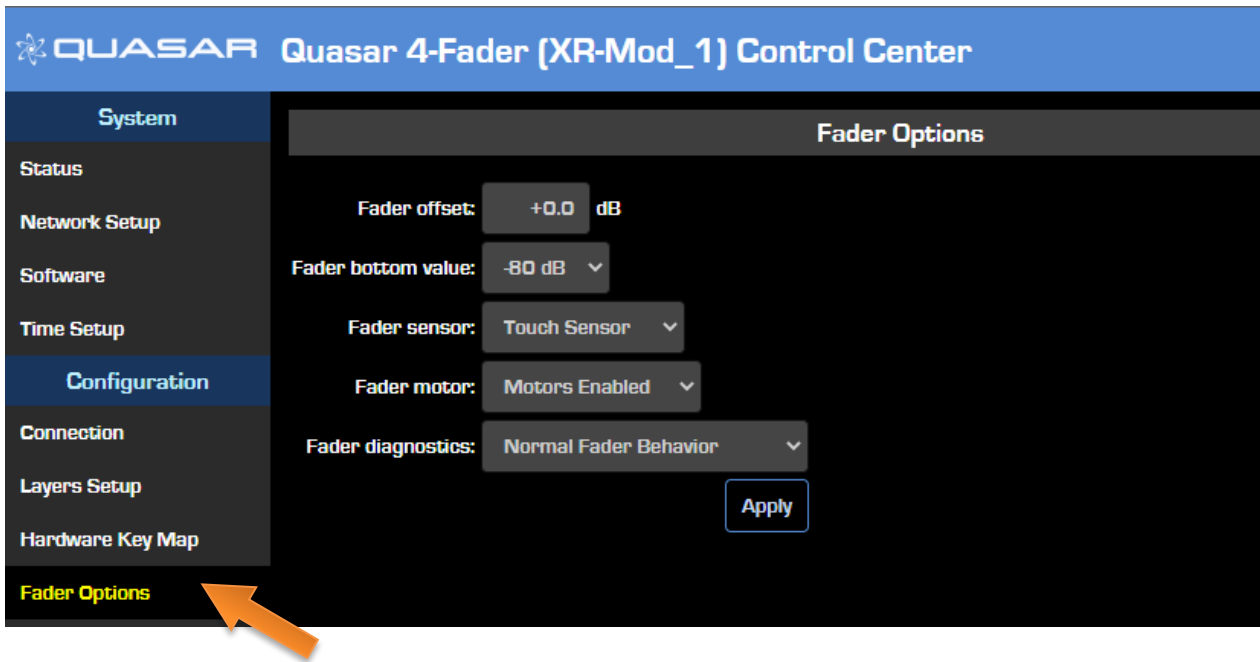 QUASAR Quasar 4-Fader (XR-Mod_1) Control Center
System
Status
Network Setup
Software
Time Setup
Configuration
Connection
Layers Setup
Hardware Key Map
Fader Options
Fader Options
Fader offset: +0.0 dB
Fader bottom value: -80 dB
Fader sensor: Touch Sensor
Fader motor: Motors Enabled
Fader diagnostics: Normal Fader Behavior
Apply